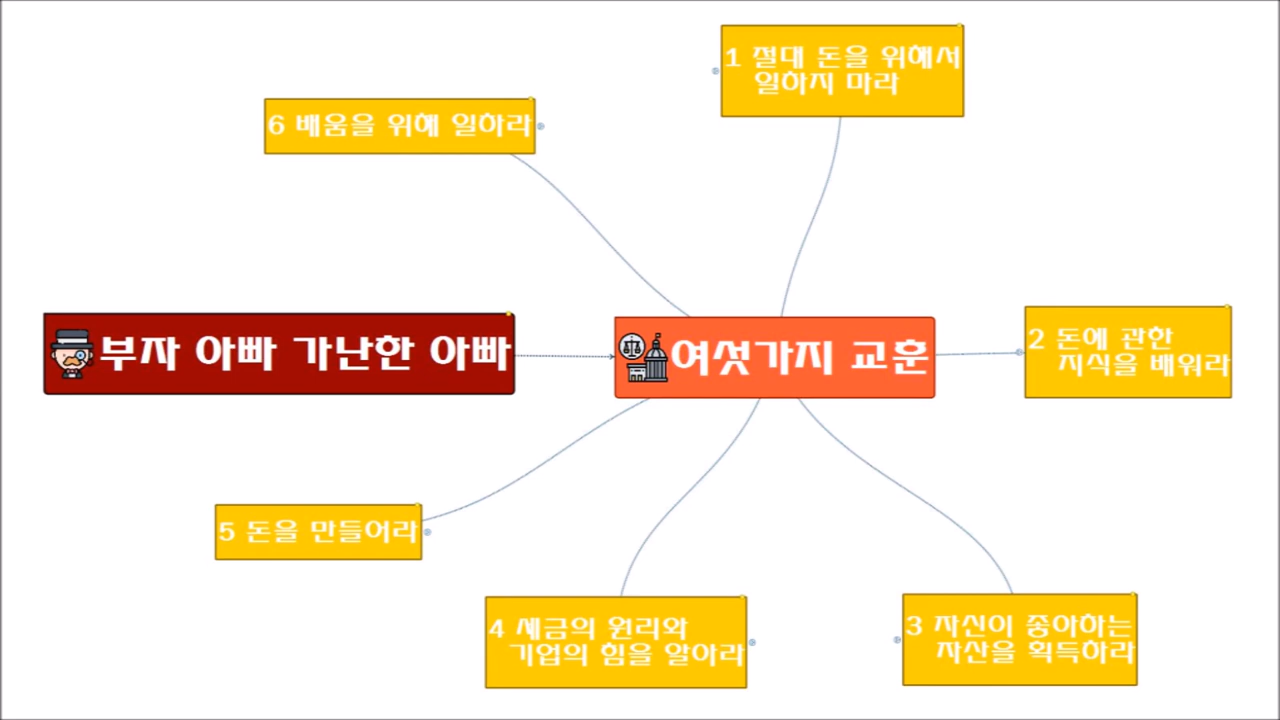 부자 아빠 가난한 아빠
여섯가지 교훈
1 절대 돈을 위해서
일하지 마라
2 돈에 관한
지식을 배워라
3 자신이 좋아하는
자산을 획득하라
4 세금의 원리와
기업의 힘을 알아라
5 돈을 만들어라
6 배움을 위해 일하라